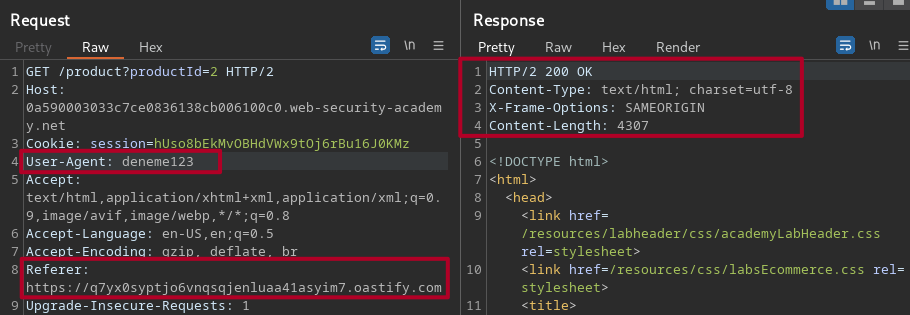 Request
Pretty Raw Hex \n
1 GET /product?productId=2 HTTP/2
2 Host:
0a590003033c7ce0836138cb006100c0.web-security-acade
my.net
3 Cookie: session=hUso8bEkMvOBHdVWx9tOj6rBu16J0KMz
4 User-Agent: deneme123
5 Accept:
text/html,application/xhtml+xml,application/xml;q=0.
9,image/avif,image/webp,*/*;q=0.8
6 Accept-Language: en-US,en;q=0.5
7 Accept-Encoding: gzip, deflate, br
8 Referer:
https://q7yx0syptjo6vnqsqjenluaa41asyim7.oastify.com
9 Upgrade-Insecure-Requests: 1
Response
Pretty Raw Hex Render \n
1 HTTP/2 200 OK
2 Content-Type: text/html; charset=utf-8
3 X-Frame-Options: SAMEORIGIN
4 Content-Length: 4307
5
6 <!DOCTYPE html>
7 <html>
8 <head>
9 <link href=
/resources/labheader/css/academyLabHeader.css
rel=stylesheet>
10 <link href=/resources/css/labsEcommerce.css rel=
stylesheet>
11 <title>